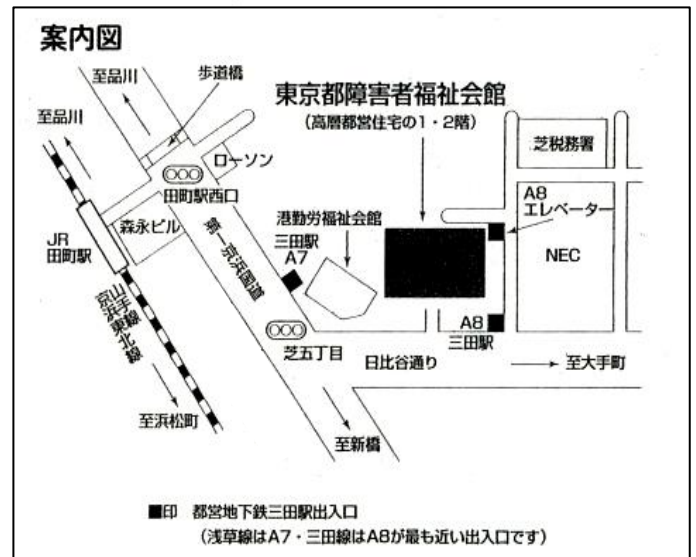 案内図
至品川
歩道橋
至品川
東京都障害者福祉会館
(高層都営住宅の1・2階)
芝税務署
ローソン
田町駅西口
A8
エレベーター
JR
田町駅
森永ビル
第一京浜国道
港勤労福祉会館
三田駅
A7
NEC
山手線
京浜東北線
A8
三田駅
芝五丁目
日比谷通り
至大手町
至浜松町
至新橋
■印 都営地下鉄三田駅出入口
(浅草線はA7・三田線はA8が最も近い出入口です)